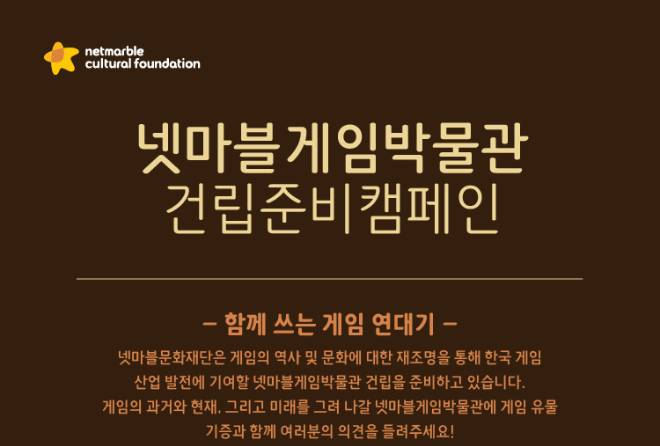 netmarble
cultural foundation
넷마블게임박물관
건립준비캠페인
– 함께 쓰는 게임 연대기 –
넷마블문화재단은 게임의 역사 및 문화에 대한 재조명을 통해 한국 게임
산업 발전에 기여할 넷마블게임박물관 건립을 준비하고 있습니다.
게임의 과거와 현재, 그리고 미래를 그려 나갈 넷마블게임박물관에 게임 유물
기증과 함께 여러분의 의견을 들려주세요!